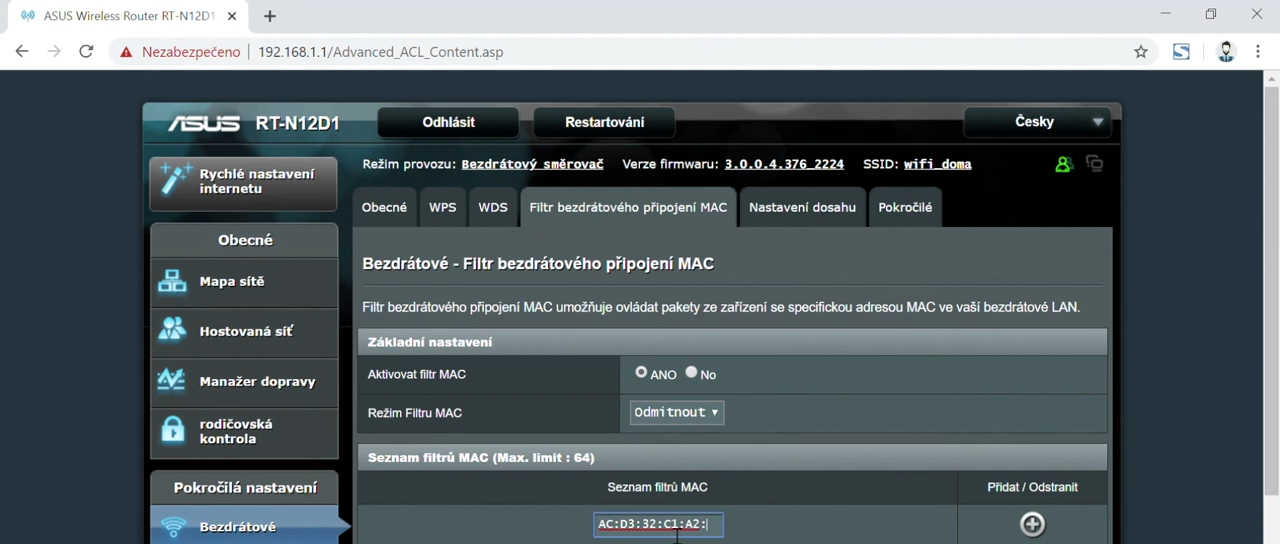 ASUS Wireless Router RT-N12D1
Nezabezpečeno 192.168.1.1/Advanced_ACL_Content.asp
ASUS RT-N12D1 Odhlásit Restartování Česky
Režim provozu: Bezdrátový směrovač Verze firmwaru: 3.0.0.4.376_2224 SSID: wifi_doma
Rychlé nastavení
internetu
Obecné WPS WDS Filtr bezdrátového připojení MAC Nastavení dosahu Pokročilé
Obecné
Mapa sítě
Hostovaná síť
Manažer dopravy
rodičovská
kontrola
Pokročilá nastavení
Bezdrátové
Bezdrátové - Filtr bezdrátového připojení MAC
Filtr bezdrátového připojení MAC umožňuje ovládat pakety ze zařízení se specifickou adresou MAC ve vaší bezdrátové LAN.
Základní nastavení
Aktivovat filtr MAC ANO No
Režim Filtru MAC Odmítnout
Seznam filtrů MAC (Max. limit : 64)
Seznam filtrů MAC Přidat / Odstranit
AC:D3:32:C1:A2: